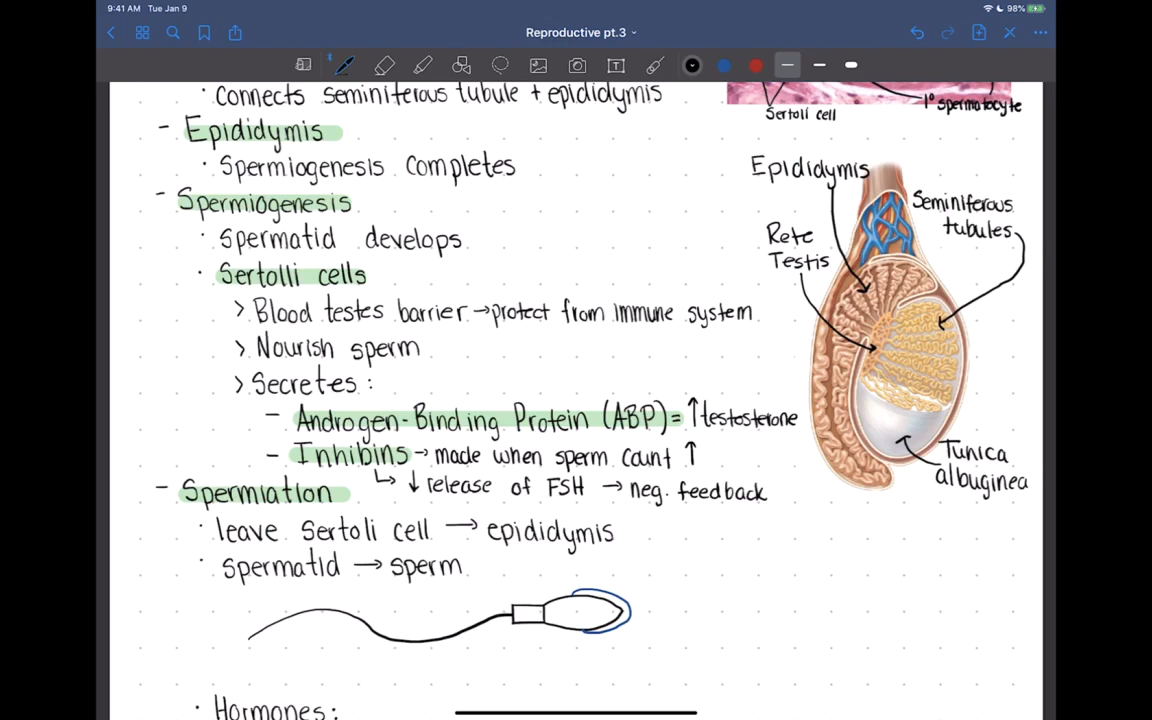 9:41 AM Tue Jan 9
98%
Reproductive pt.3
· Connects seminiferous tubule + epididymis
Sertoli cell
1° spermatocyte
- Epididymis
· Spermiogenesis completes
- Spermiogenesis
· Spermatid develops
· Sertolli cells
> Blood testes barrier → protect from immune system
> Nourish sperm
> Secretes:
- Androgen-Binding Protein (ABP) = ↑ testosterone
- Inhibins → made when sperm count ↑
↳ ↓ release of FSH → neg. feedback
- Spermiation
· leave Sertoli cell → epididymis
· spermatid → sperm
· Hormones:
Epididymis
Seminiferous
tubules
Rete
Testis
Tunica
albuginea